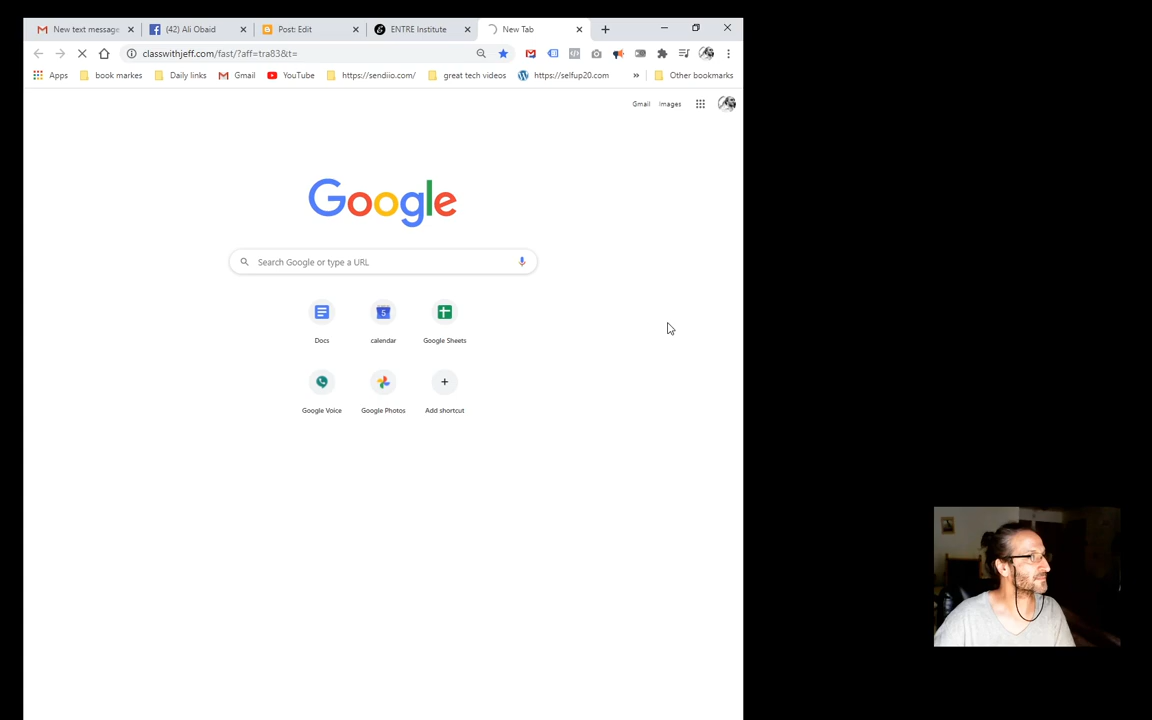 New text message
(42) Ali Obaid
Post: Edit
ENTRE Institute
New Tab
classwithjeff.com/fast/?aff=tra83&t=
Apps
book markes
Daily links
Gmail
YouTube
https://sendiio.com/
great tech videos
https://selfup20.com
»
Other bookmarks
Gmail
Images
Google
Search Google or type a URL
5
Docs
calendar
Google Sheets
Google Voice
Google Photos
Add shortcut